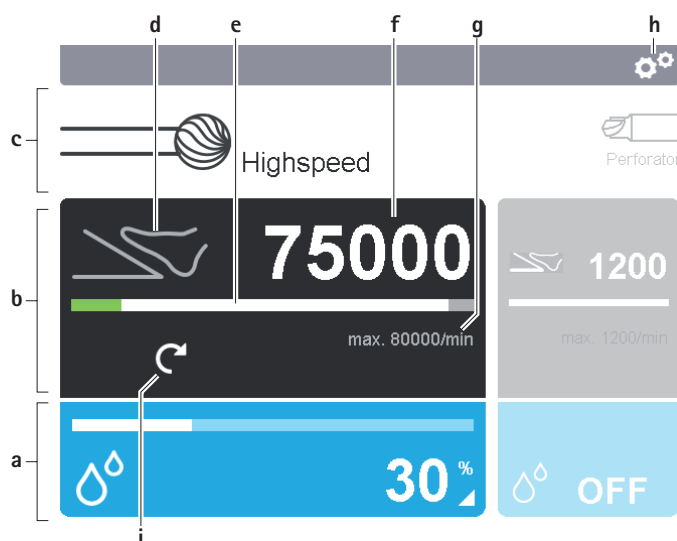 d e f g h
c
Highspeed
Perforator
b
75000
1200
max. 80000/min
max. 1200/min
a
30 %
OFF
i